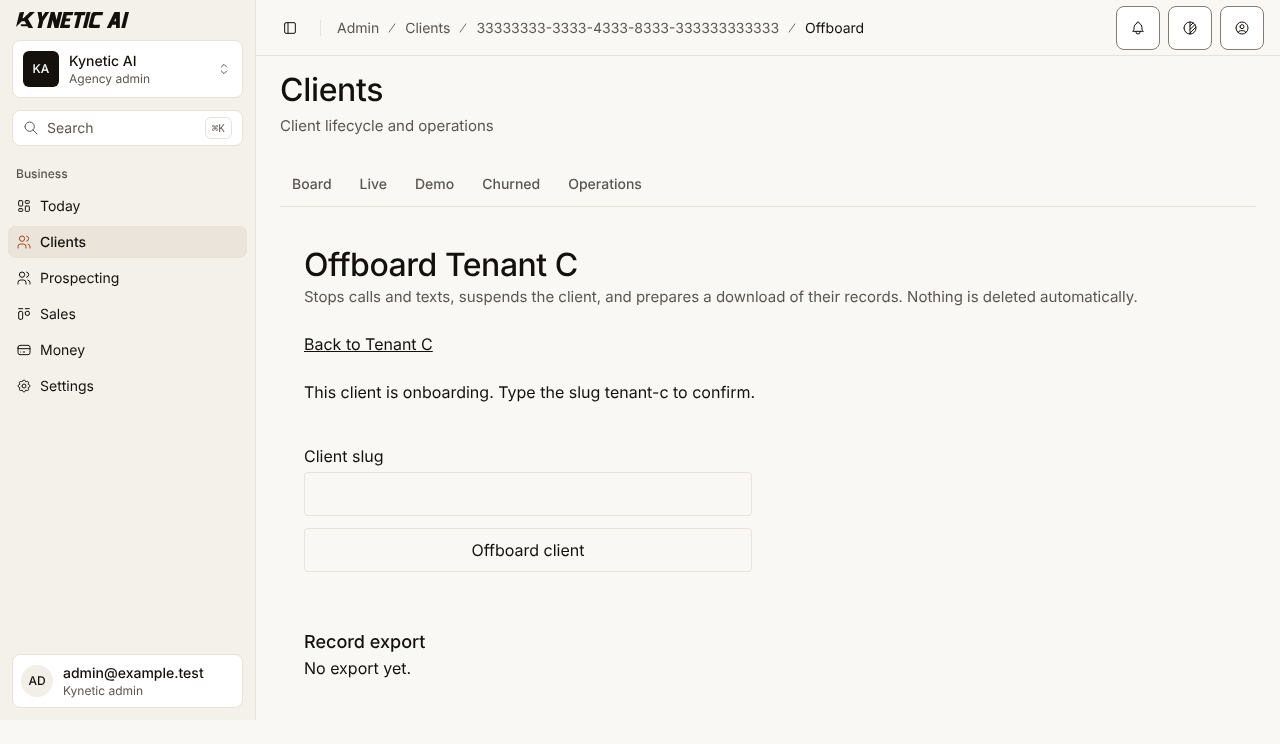 KYNETIC AI
KA
Kynetic AI
Agency admin
Search
⌘K
Business
Today
Clients
Prospecting
Sales
Money
Settings
AD
admin@example.test
Kynetic admin
Admin / Clients / 33333333-3333-4333-8333-333333333333 / Offboard
Clients
Client lifecycle and operations
Board Live Demo Churned Operations
Offboard Tenant C
Stops calls and texts, suspends the client, and prepares a download of their records. Nothing is deleted automatically.
Back to Tenant C
This client is onboarding. Type the slug tenant-c to confirm.
Client slug
Offboard client
Record export
No export yet.